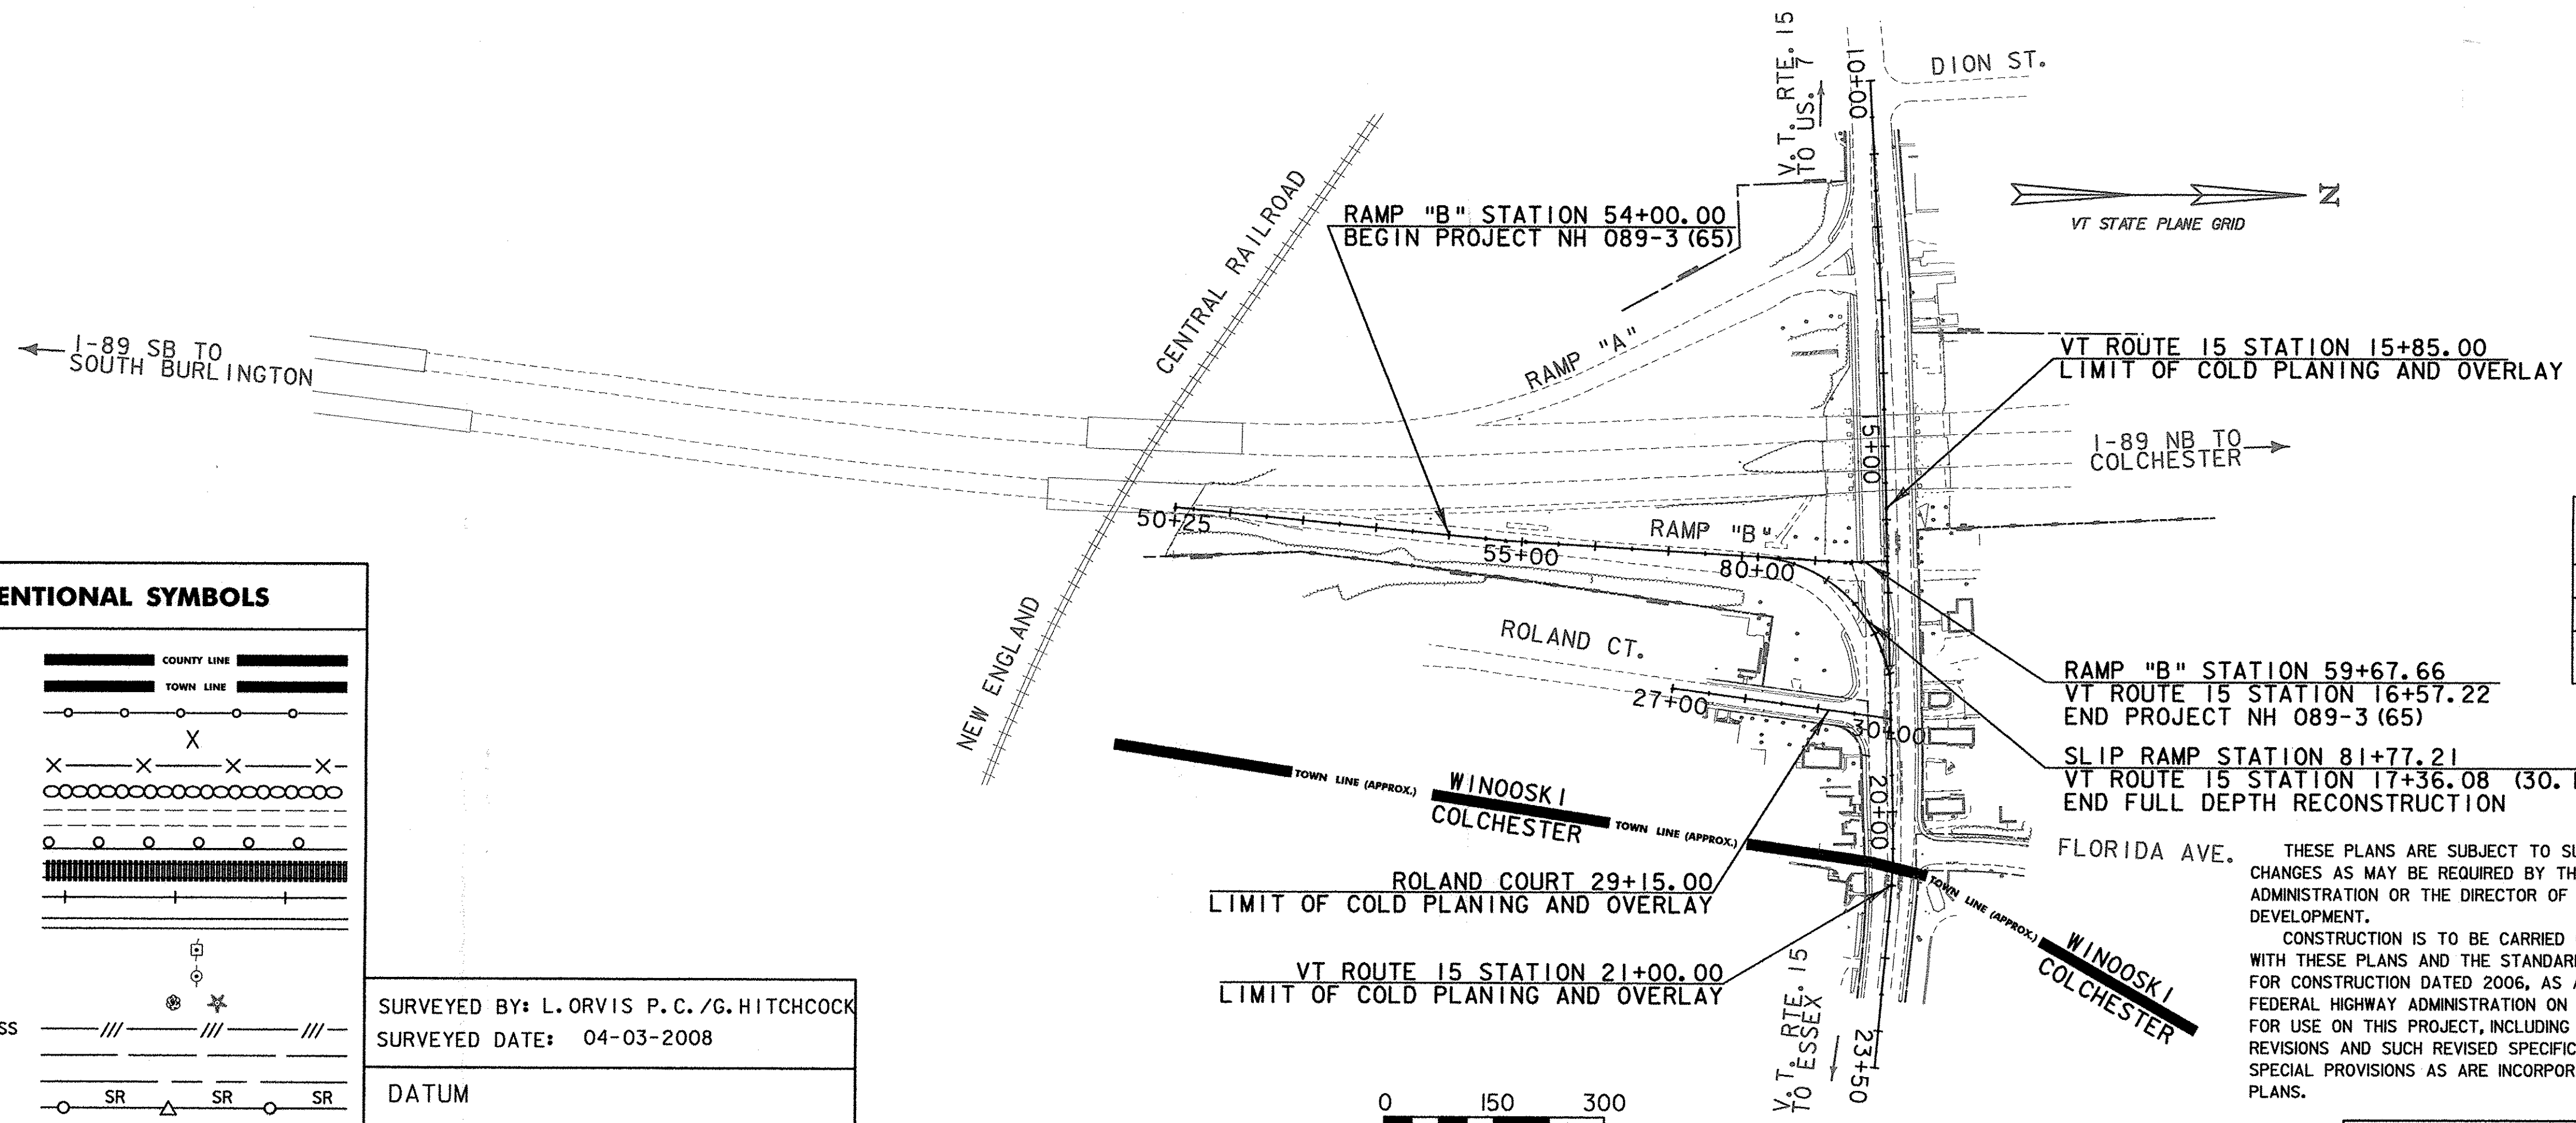 V.T. RTE. 15
TO US. 7
10+00
DION ST.
N
VT STATE PLANE GRID
RAMP "B" STATION 54+00.00
BEGIN PROJECT NH 089-3 (65)
CENTRAL RAILROAD
NEW ENGLAND
I-89 SB TO
SOUTH BURLINGTON
RAMP "A"
VT ROUTE 15 STATION 15+85.00
LIMIT OF COLD PLANING AND OVERLAY
15+00
I-89 NB TO
COLCHESTER
50+25
55+00
RAMP "B"
80+00
ROLAND CT.
27+00
30+00
RAMP "B" STATION 59+67.66
VT ROUTE 15 STATION 16+57.22
END PROJECT NH 089-3 (65)
SLIP RAMP STATION 81+77.21
VT ROUTE 15 STATION 17+36.08 (30.
END FULL DEPTH RECONSTRUCTION
20+00
FLORIDA AVE.
TOWN LINE (APPROX.)
WINOOSKI
COLCHESTER
TOWN LINE (APPROX.)
TOWN LINE (APPROX.)
WINOOSKI
COLCHESTER
ROLAND COURT 29+15.00
LIMIT OF COLD PLANING AND OVERLAY
VT ROUTE 15 STATION 21+00.00
LIMIT OF COLD PLANING AND OVERLAY
V.T. RTE. 15
TO ESSEX
23+50
0 150 300
ENTIONAL SYMBOLS
COUNTY LINE
TOWN LINE
X
X X X X
SS
SR SR SR
SURVEYED BY: L. ORVIS P.C./G. HITCHCOCK
SURVEYED DATE: 04-03-2008
DATUM
THESE PLANS ARE SUBJECT TO SU
CHANGES AS MAY BE REQUIRED BY TH
ADMINISTRATION OR THE DIRECTOR OF
DEVELOPMENT.
CONSTRUCTION IS TO BE CARRIED
WITH THESE PLANS AND THE STANDAR
FOR CONSTRUCTION DATED 2006, AS A
FEDERAL HIGHWAY ADMINISTRATION ON
FOR USE ON THIS PROJECT, INCLUDING
REVISIONS AND SUCH REVISED SPECIFIC
SPECIAL PROVISIONS AS ARE INCORPOR
PLANS.